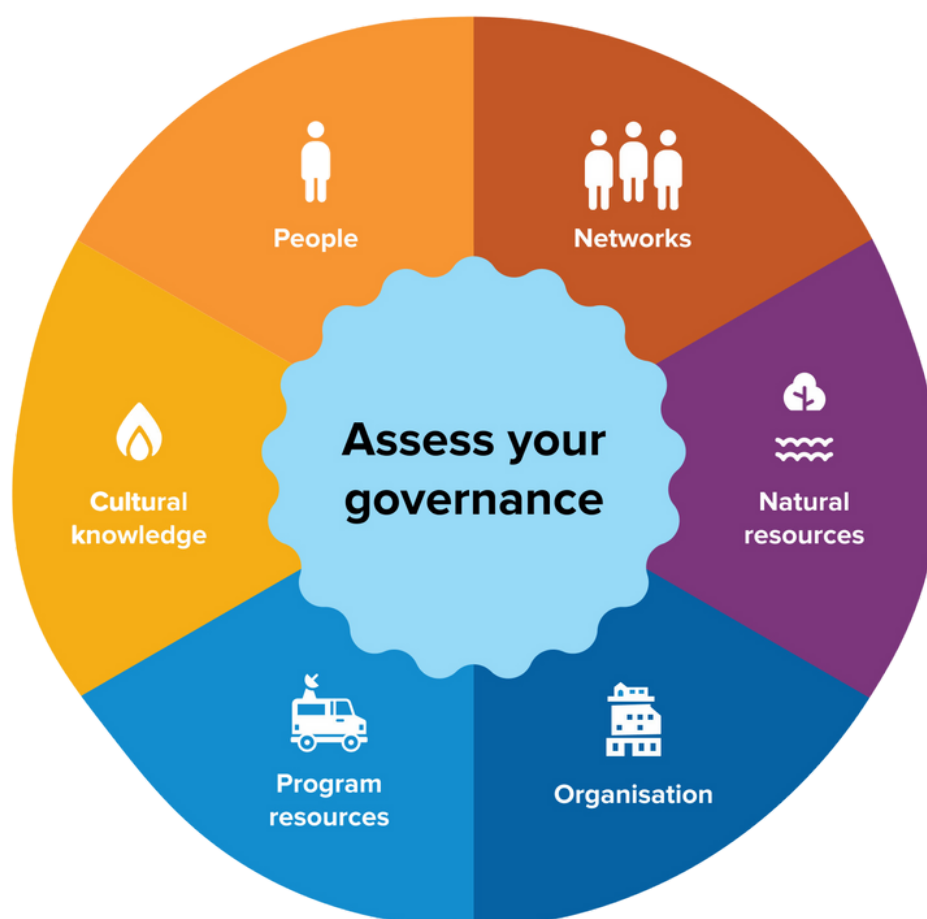 People
Networks
Assess your
governance
Cultural
knowledge
Natural
resources
Program
resources
Organisation